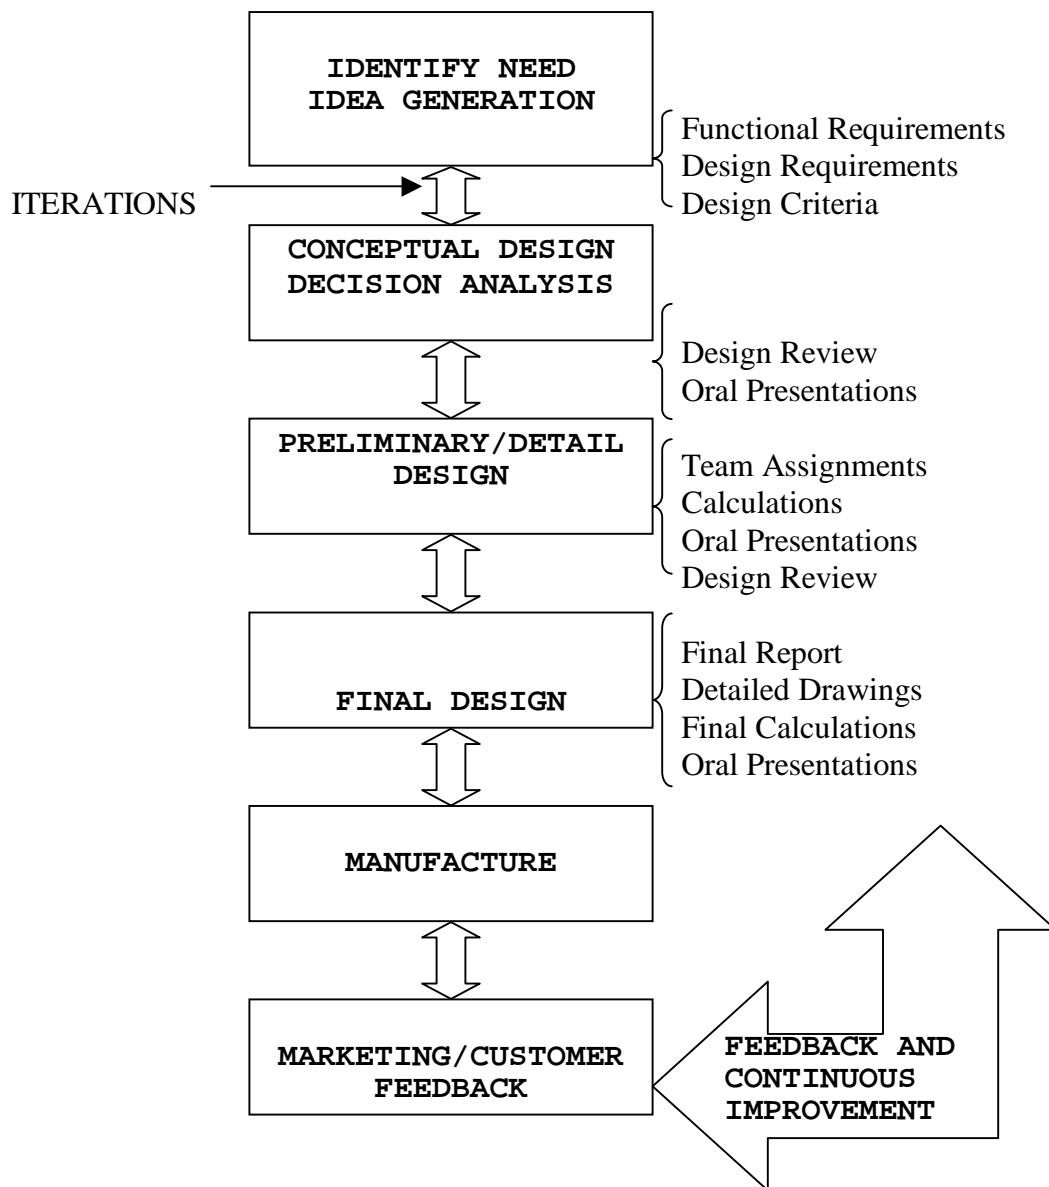 IDENTIFY NEED
IDEA GENERATION
Functional Requirements
Design Requirements
Design Criteria
ITERATIONS
CONCEPTUAL DESIGN
DECISION ANALYSIS
Design Review
Oral Presentations
PRELIMINARY/DETAIL
DESIGN
Team Assignments
Calculations
Oral Presentations
Design Review
FINAL DESIGN
Final Report
Detailed Drawings
Final Calculations
Oral Presentations
MANUFACTURE
MARKETING/CUSTOMER
FEEDBACK
FEEDBACK AND
CONTINUOUS
IMPROVEMENT